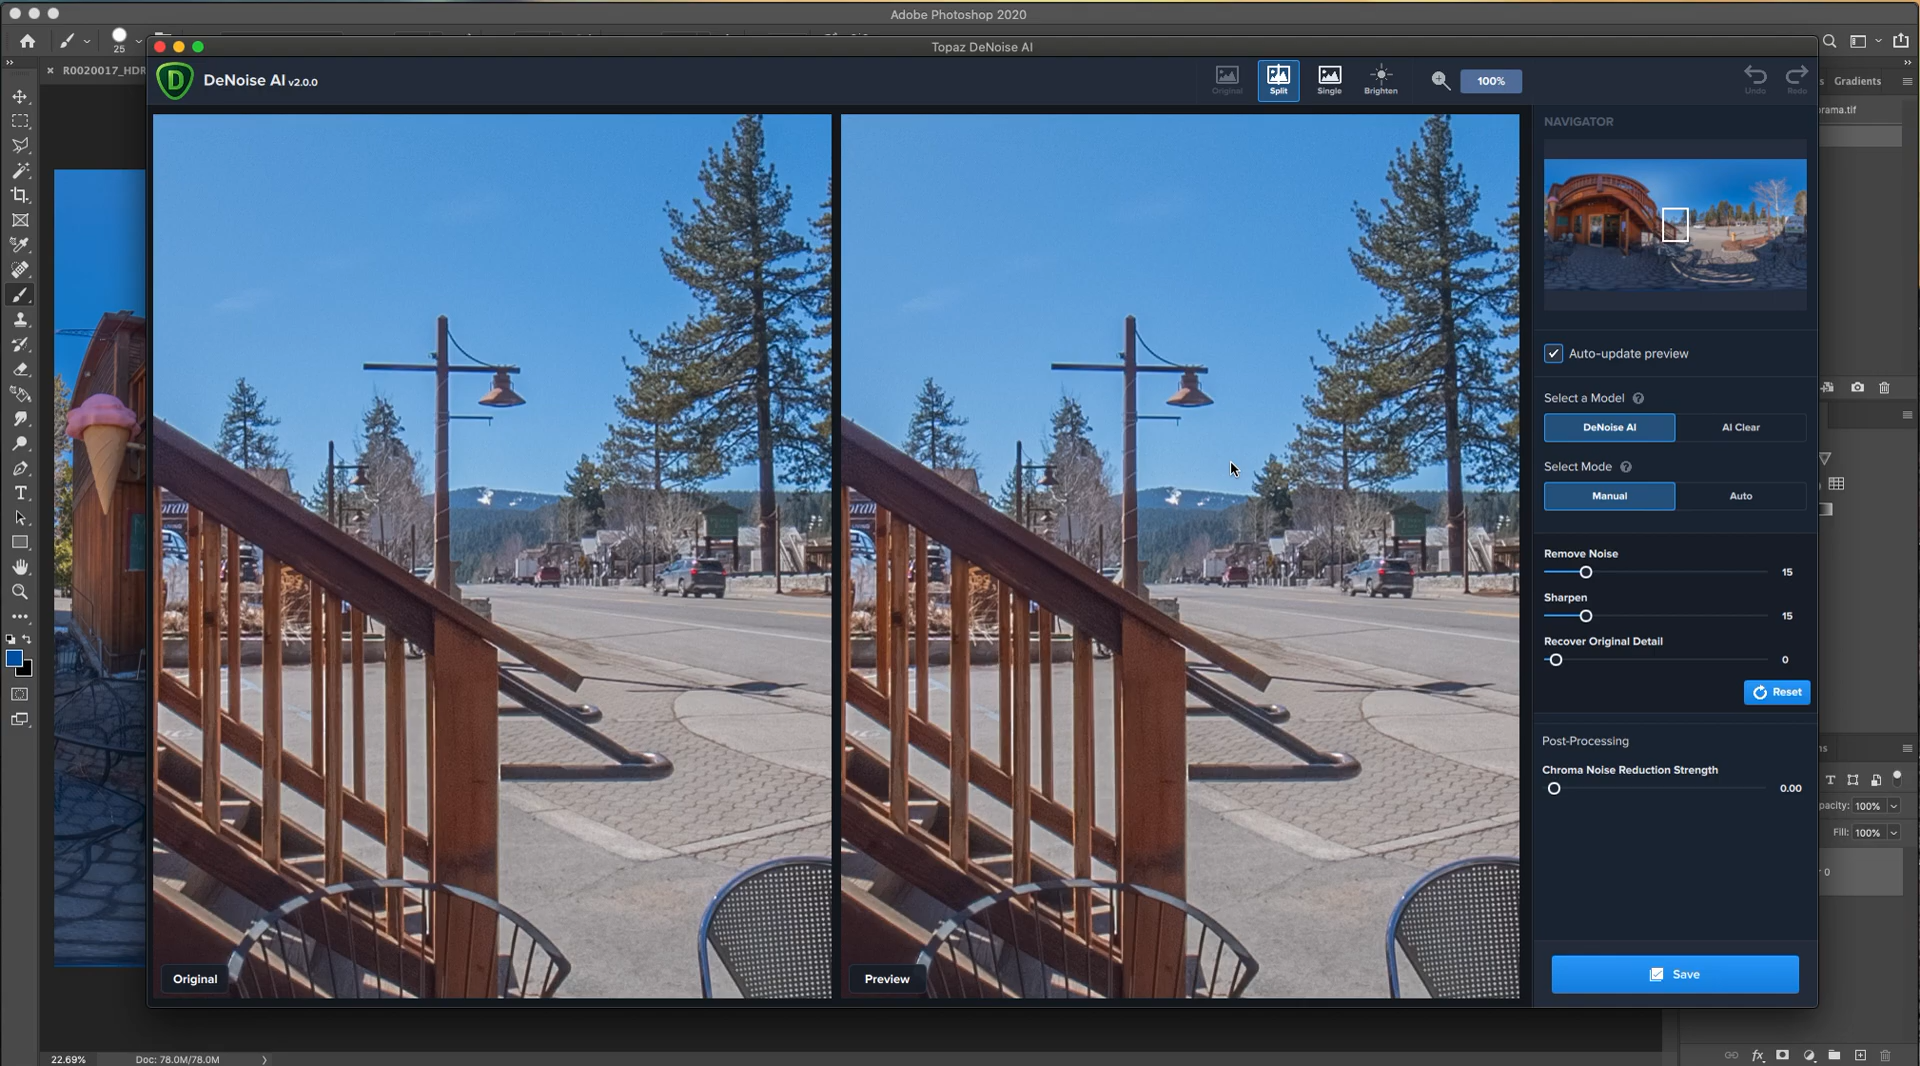 Adobe Photoshop 2020
25
Topaz DeNoise AI
R0020017_HDR
DeNoise AI v2.0.0
Original
Split
Single
Brighten
100%
Undo
Redo
Gradients
rama.tif
NAVIGATOR
Auto-update preview
Select a Model
DeNoise AI
AI Clear
Select Mode
Manual
Auto
Remove Noise
15
Sharpen
15
Recover Original Detail
0
Reset
Post-Processing
Chroma Noise Reduction Strength
0.00
pacity: 100%
Fill: 100%
0
Original
Preview
Save
22.69%
Doc: 78.0M/78.0M